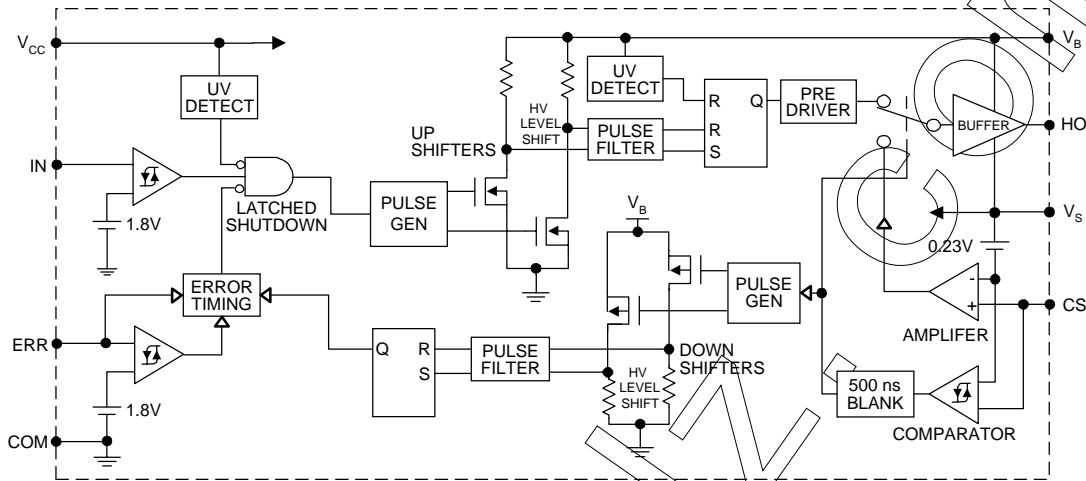 VCC
VB
UV
DETECT
UV
DETECT
PRE
DRIVER
R
Q
R
S
HV
LEVEL
SHIFT
PULSE
FILTER
BUFFER
HO
UP
SHIFTERS
IN
LATCHED
SHUTDOWN
1.8V
PULSE
GEN
VB
VS
0.23V
ERROR
TIMING
PULSE
GEN
-
+
CS
AMPLIFER
ERR
Q
R
S
PULSE
FILTER
DOWN
SHIFTERS
HV
LEVEL
SHIFT
500 ns
BLANK
COMPARATOR
1.8V
COM